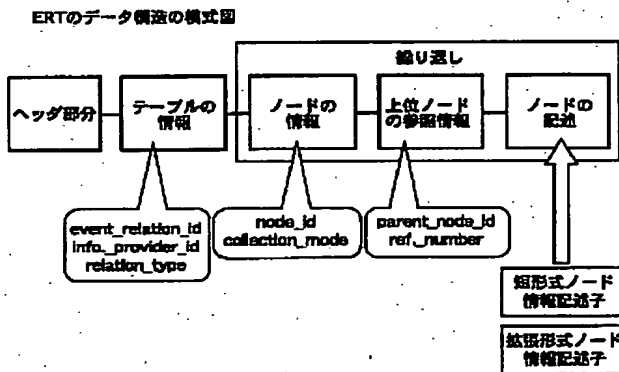 ERTのデータ構造の模式図
繰り返し
ヘッダ部分
テーブルの
情報
ノードの
情報
上位ノード
の参照情報
ノードの
記述
event_relation_id
info._provider_id
relation_type
node_id
collection_mode
parent_node_id
ref._number
短形式ノード
情報記述子
拡張形式ノード
情報記述子